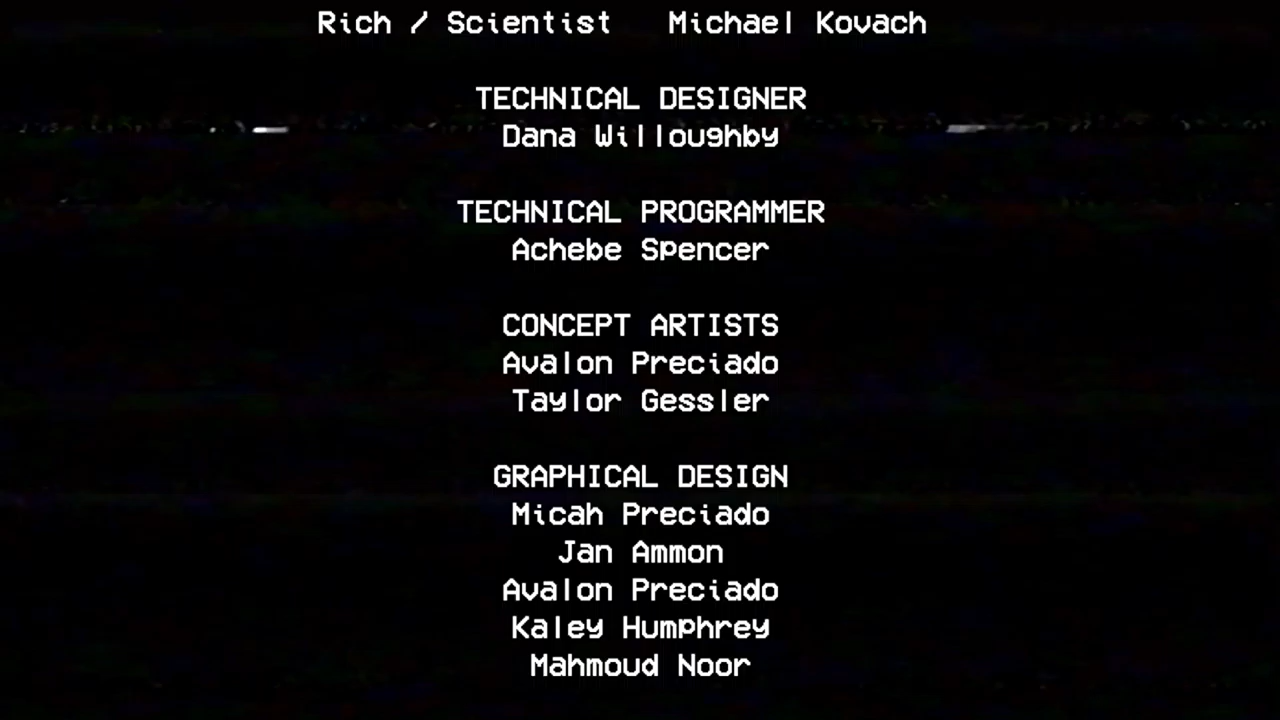 Rich / Scientist Michael Kovach
TECHNICAL DESIGNER
Dana Willoughby
TECHNICAL PROGRAMMER
Achebe Spencer
CONCEPT ARTISTS
Avalon Preciado
Taylor Gessler
GRAPHICAL DESIGN
Micah Preciado
Jan Ammon
Avalon Preciado
Kaley Humphrey
Mahmoud Noor